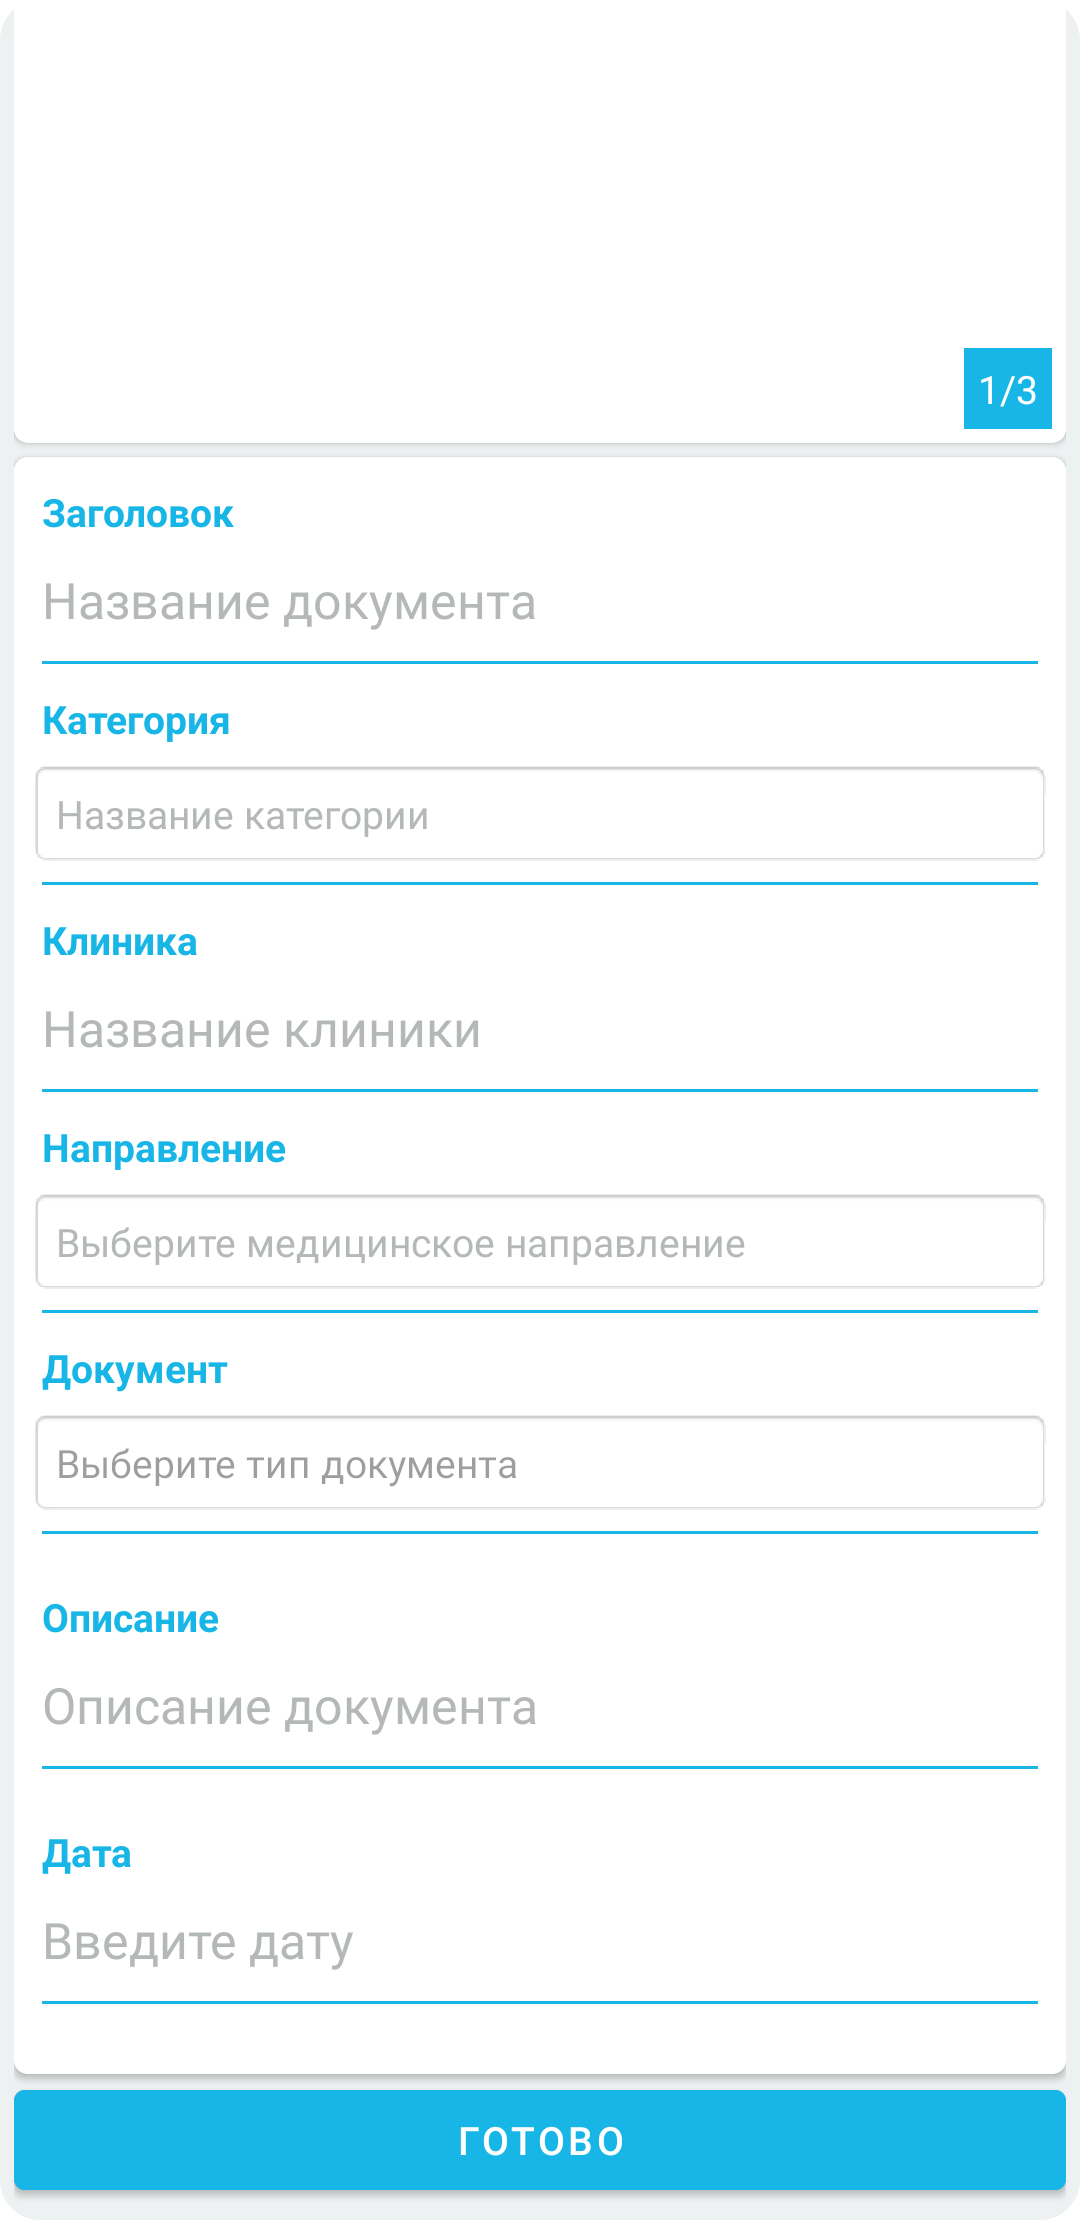 1/3
Заголовок
Название документа
Категория
Название категории
Клиника
Название клиники
Направление
Выберите медицинское направление
Документ
Выберите тип документа
Описание
Описание документа
Дата
Введите дату
ГОТОВО